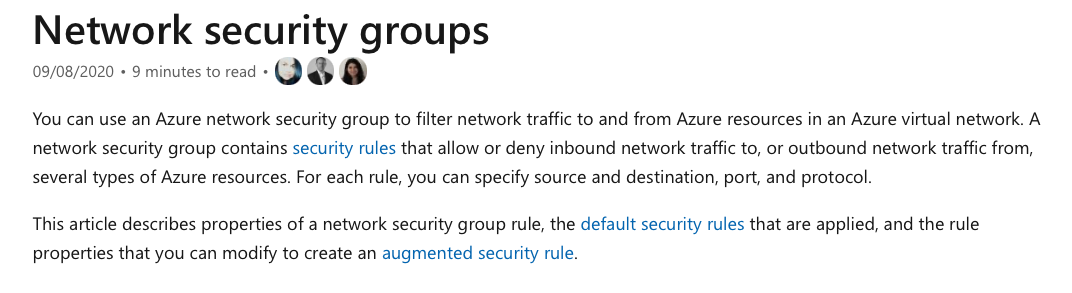 Network security groups
09/08/2020 • 9 minutes to read •
You can use an Azure network security group to filter network traffic to and from Azure resources in an Azure virtual network. A
network security group contains security rules that allow or deny inbound network traffic to, or outbound network traffic from,
several types of Azure resources. For each rule, you can specify source and destination, port, and protocol.
This article describes properties of a network security group rule, the default security rules that are applied, and the rule
properties that you can modify to create an augmented security rule.